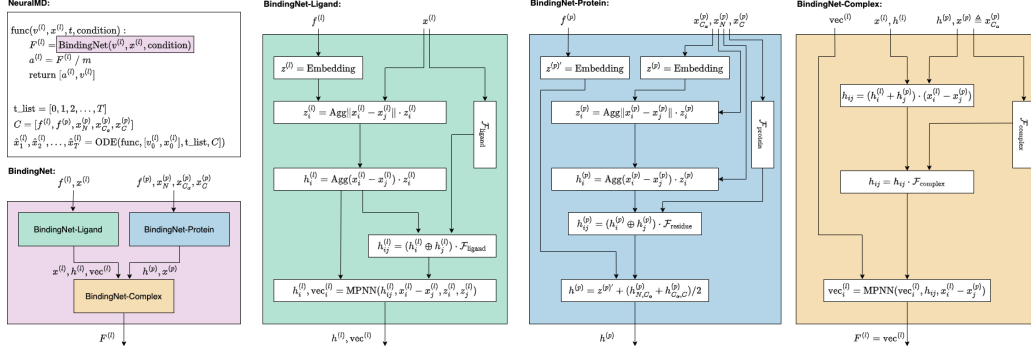 NeuralMD:
func(v^{(l)}, x^{(l)}, t, condition) :
F^{(l)} = BindingNet(v^{(l)}, x^{(l)}, condition)
a^{(l)} = F^{(l)} / m
return [a^{(l)}, v^{(l)}]
t_list = [0, 1, 2, …, T]
C = [f^{(l)}, f^{(p)}, x_N^{(p)}, x_{C_α}^{(p)}, x_C^{(p)}]
x̂_1^{(l)}, x̂_2^{(l)}, …, x̂_T^{(l)} = ODE(func, [v_0^{(l)}, x_0^{(l)}], t_list, C])
BindingNet:
f^{(l)}, x^{(l)}
f^{(p)}, x_N^{(p)}, x_{C_α}^{(p)}, x_C^{(p)}
BindingNet-Ligand
BindingNet-Protein
x^{(l)}, h^{(l)}, vec^{(l)}
h^{(p)}, x^{(p)}
BindingNet-Complex
F^{(l)}
BindingNet-Ligand:
f^{(l)}
x^{(l)}
z^{(l)} = Embedding
z_i^{(l)} = Agg‖x_i^{(l)} − x_j^{(l)}‖ · z_i^{(l)}
𝓕_ligand
h_i^{(l)} = Agg(x_i^{(l)} − x_j^{(l)}) · z_i^{(l)}
h_{ij}^{(l)} = (h_i^{(l)} ⊕ h_j^{(l)}) · 𝓕_ligand
h_i^{(l)}, vec_i^{(l)} = MPNN(h_{ij}^{(l)}, x_i^{(l)} − x_j^{(l)}, z_i^{(l)}, z_j^{(l)})
h^{(l)}, vec^{(l)}
BindingNet-Protein:
f^{(p)}
x_{C_α}^{(p)}, x_N^{(p)}, x_C^{(p)}
z^{(p)′} = Embedding
z^{(p)} = Embedding
z_i^{(p)} = Agg‖x_i^{(p)} − x_j^{(p)}‖ · z_i^{(p)}
𝓕_protein
h_i^{(p)} = Agg(x_i^{(p)} − x_j^{(p)}) · z_i^{(p)}
h_{ij}^{(p)} = (h_i^{(p)} ⊕ h_j^{(p)}) · 𝓕_residue
h^{(p)} = z^{(p)′} + (h_{N,C_α}^{(p)} + h_{C_α,C}^{(p)})/2
h^{(p)}
BindingNet-Complex:
vec^{(l)}
x^{(l)}, h^{(l)}
h^{(p)}, x^{(p)} ≜ x_{C_α}^{(p)}
h_{ij} = (h_i^{(l)} + h_j^{(p)}) · (x_i^{(l)} − x_j^{(p)})
𝓕_complex
h_{ij} = h_{ij} · 𝓕_complex
vec_i^{(l)} = MPNN(vec_i^{(l)}, h_{ij}, x_i^{(l)} − x_j^{(p)})
F^{(l)} = vec^{(l)}